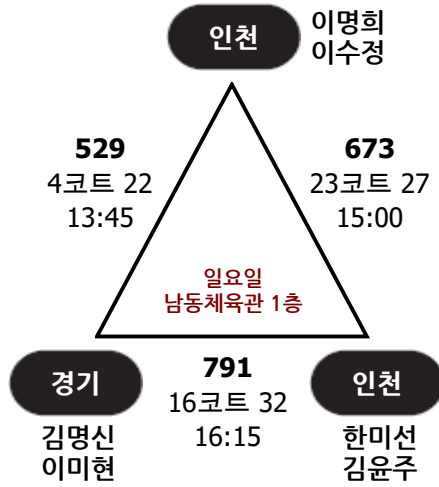 인천
이명희
이수정
529
4코트 22
13:45
673
23코트 27
15:00
일요일
남동체육관 1층
경기
김명신
이미현
791
16코트 32
16:15
인천
한미선
김윤주